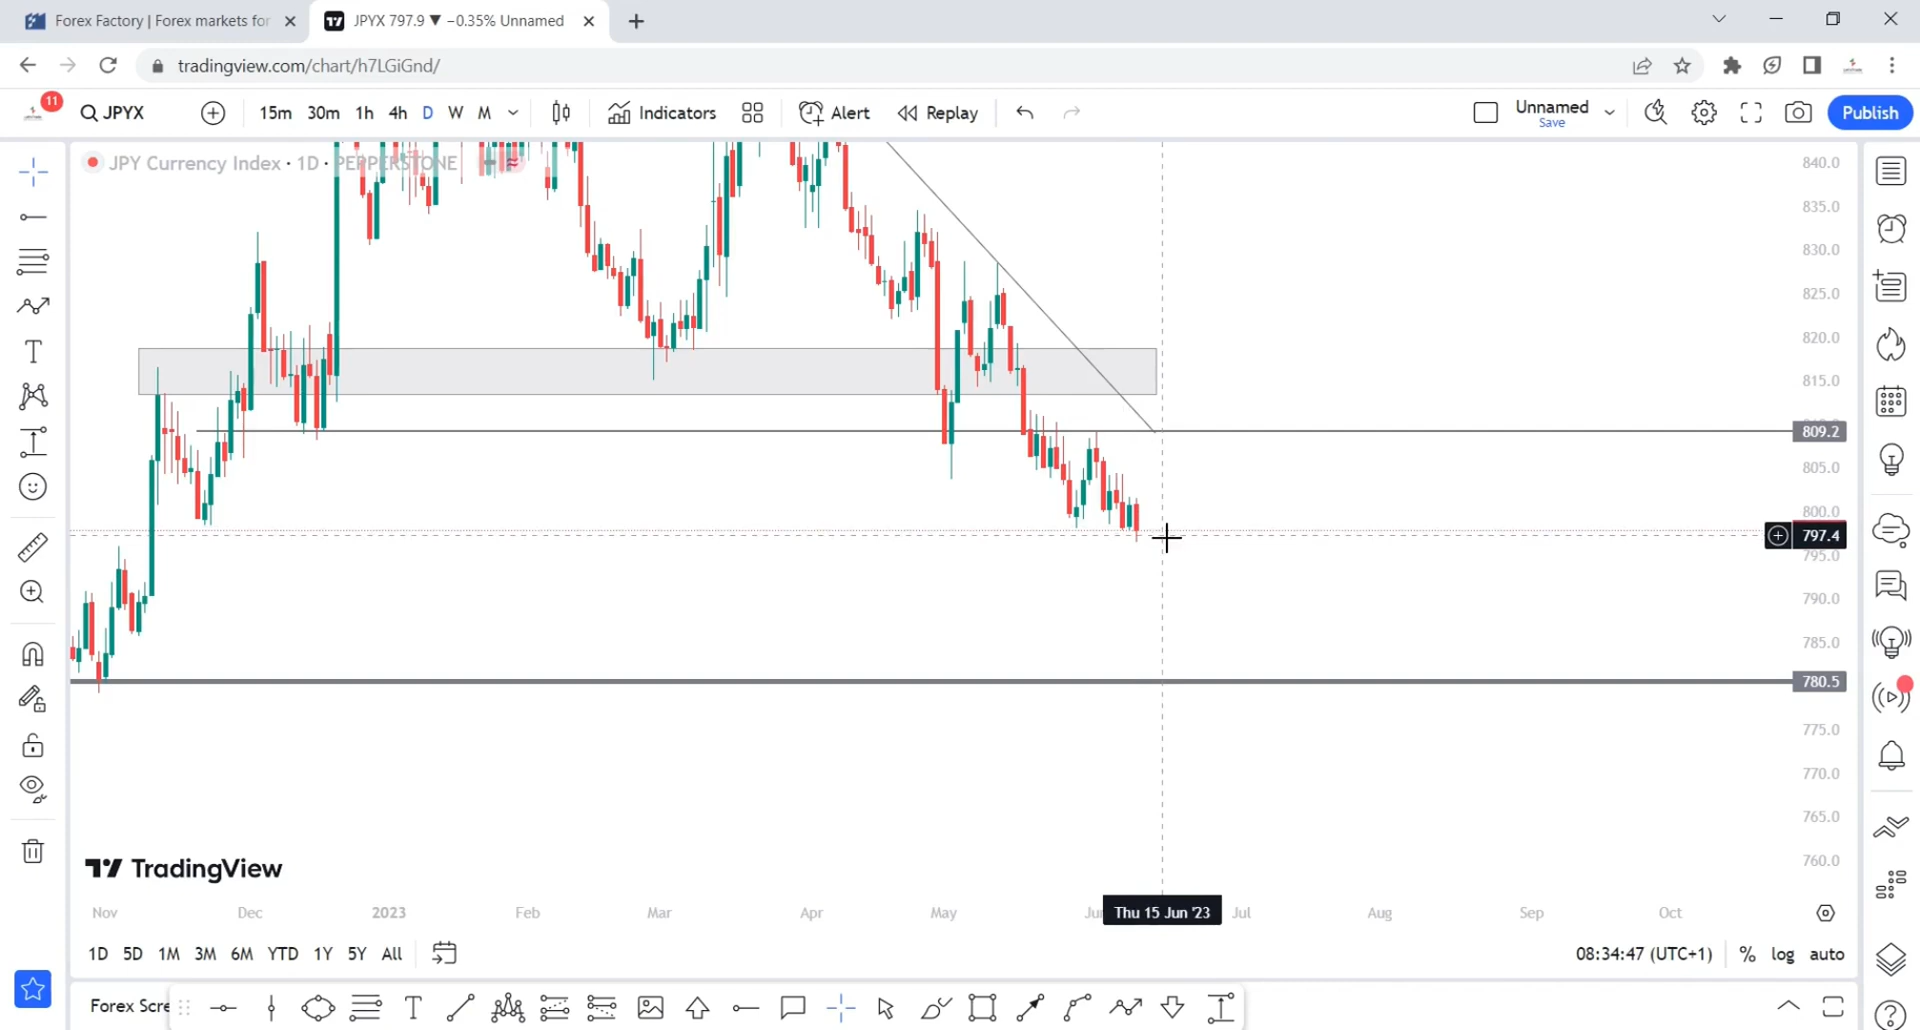 Forex Factory | Forex markets for
JPYX 797.9 ▼ −0.35% Unnamed
tradingview.com/chart/h7LGiGnd/
11
JPYX
15m 30m 1h 4h D W M
Indicators
Alert
Replay
Unnamed
Save
Publish
JPY Currency Index · 1D · PEPPERSTONE
840.0
835.0
830.0
825.0
820.0
815.0
809.2
805.0
800.0
797.4
795.0
790.0
785.0
780.5
775.0
770.0
765.0
760.0
TradingView
Nov Dec 2023 Feb Mar Apr May Thu 15 Jun '23 Jul Aug Sep Oct
1D 5D 1M 3M 6M YTD 1Y 5Y All
08:34:47 (UTC+1) % log auto
Forex Scre